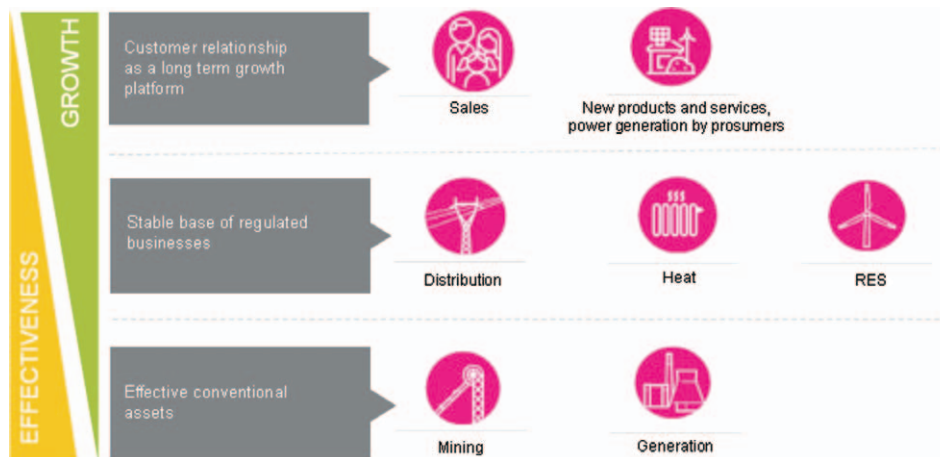 GROWTH
EFFECTIVENESS
Customer relationship
as a long term growth
platform
Sales
New products and services,
power generation by prosumers
Stable base of regulated
businesses
Distribution
Heat
RES
Effective conventional
assets
Mining
Generation